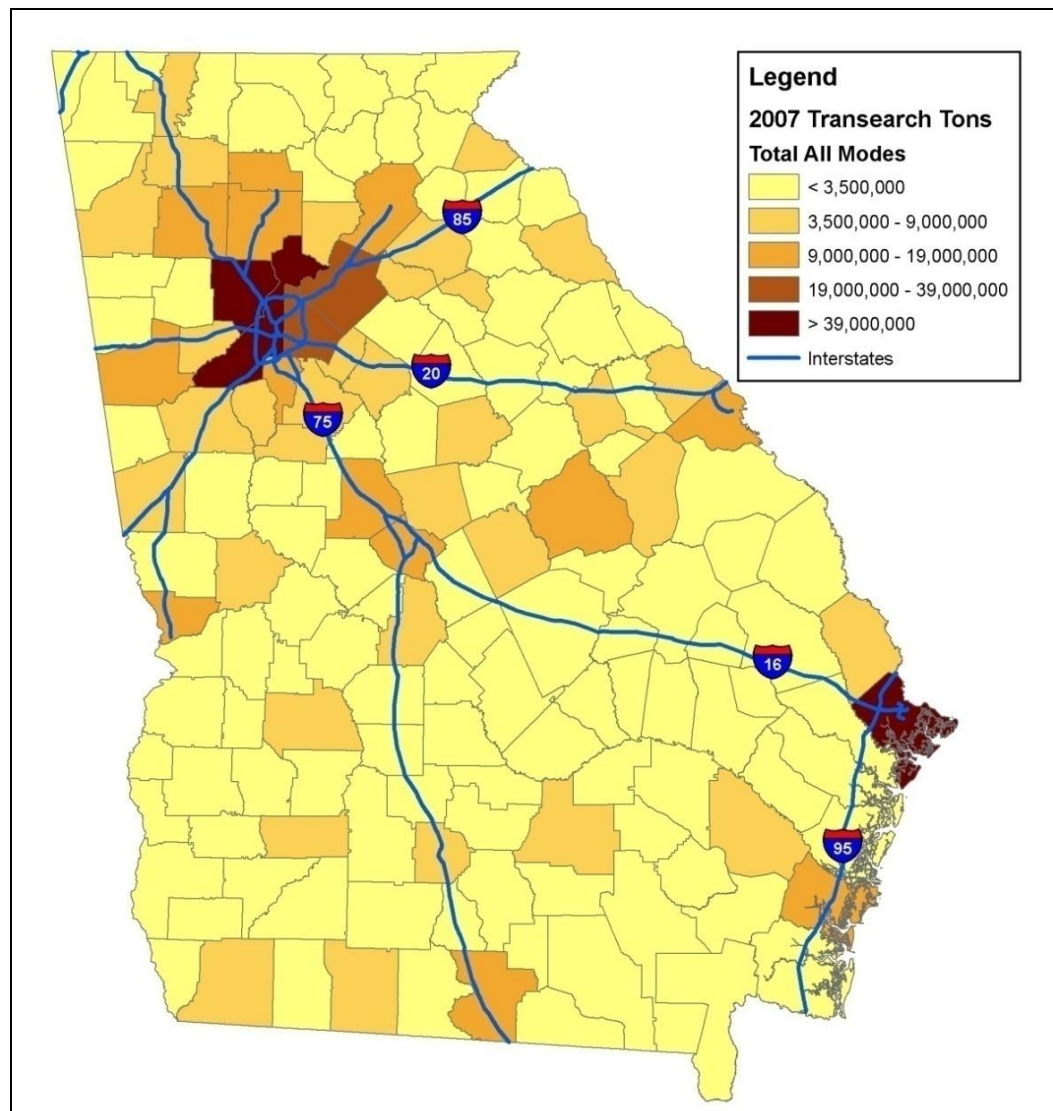 Legend
2007 Transearch Tons
Total All Modes
< 3,500,000
3,500,000 - 9,000,000
9,000,000 - 19,000,000
19,000,000 - 39,000,000
> 39,000,000
Interstates
85
20
75
16
95